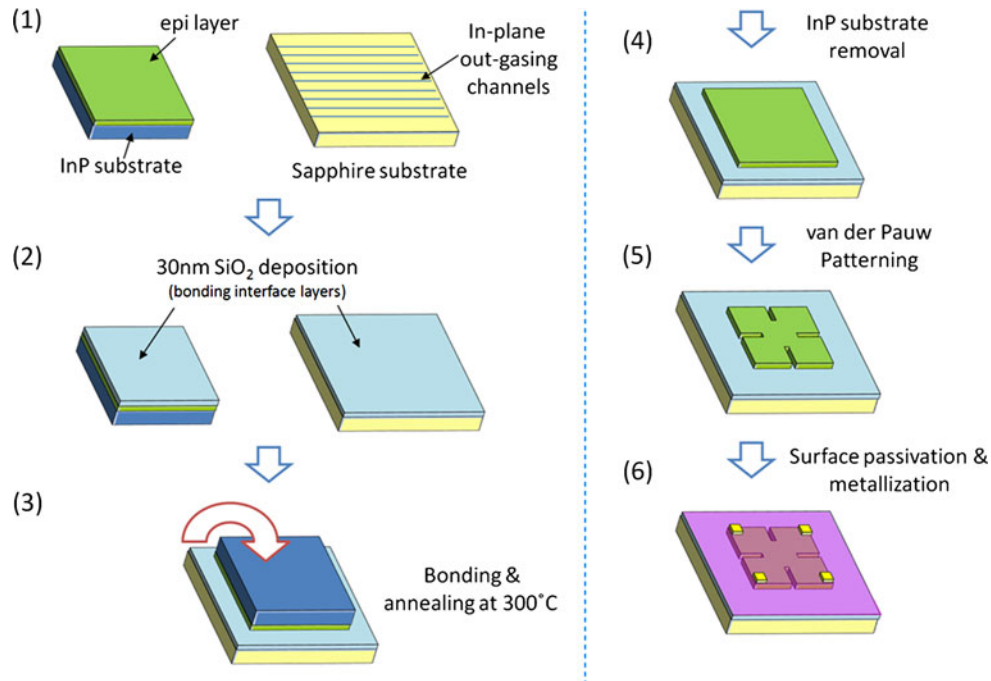 (1)
epi layer
In-plane
out-gasing
channels
InP substrate
Sapphire substrate
(2)
30nm SiO₂ deposition
(bonding interface layers)
(3)
Bonding &
annealing at 300˚C
(4)
InP substrate
removal
(5)
van der Pauw
Patterning
(6)
Surface passivation &
metallization